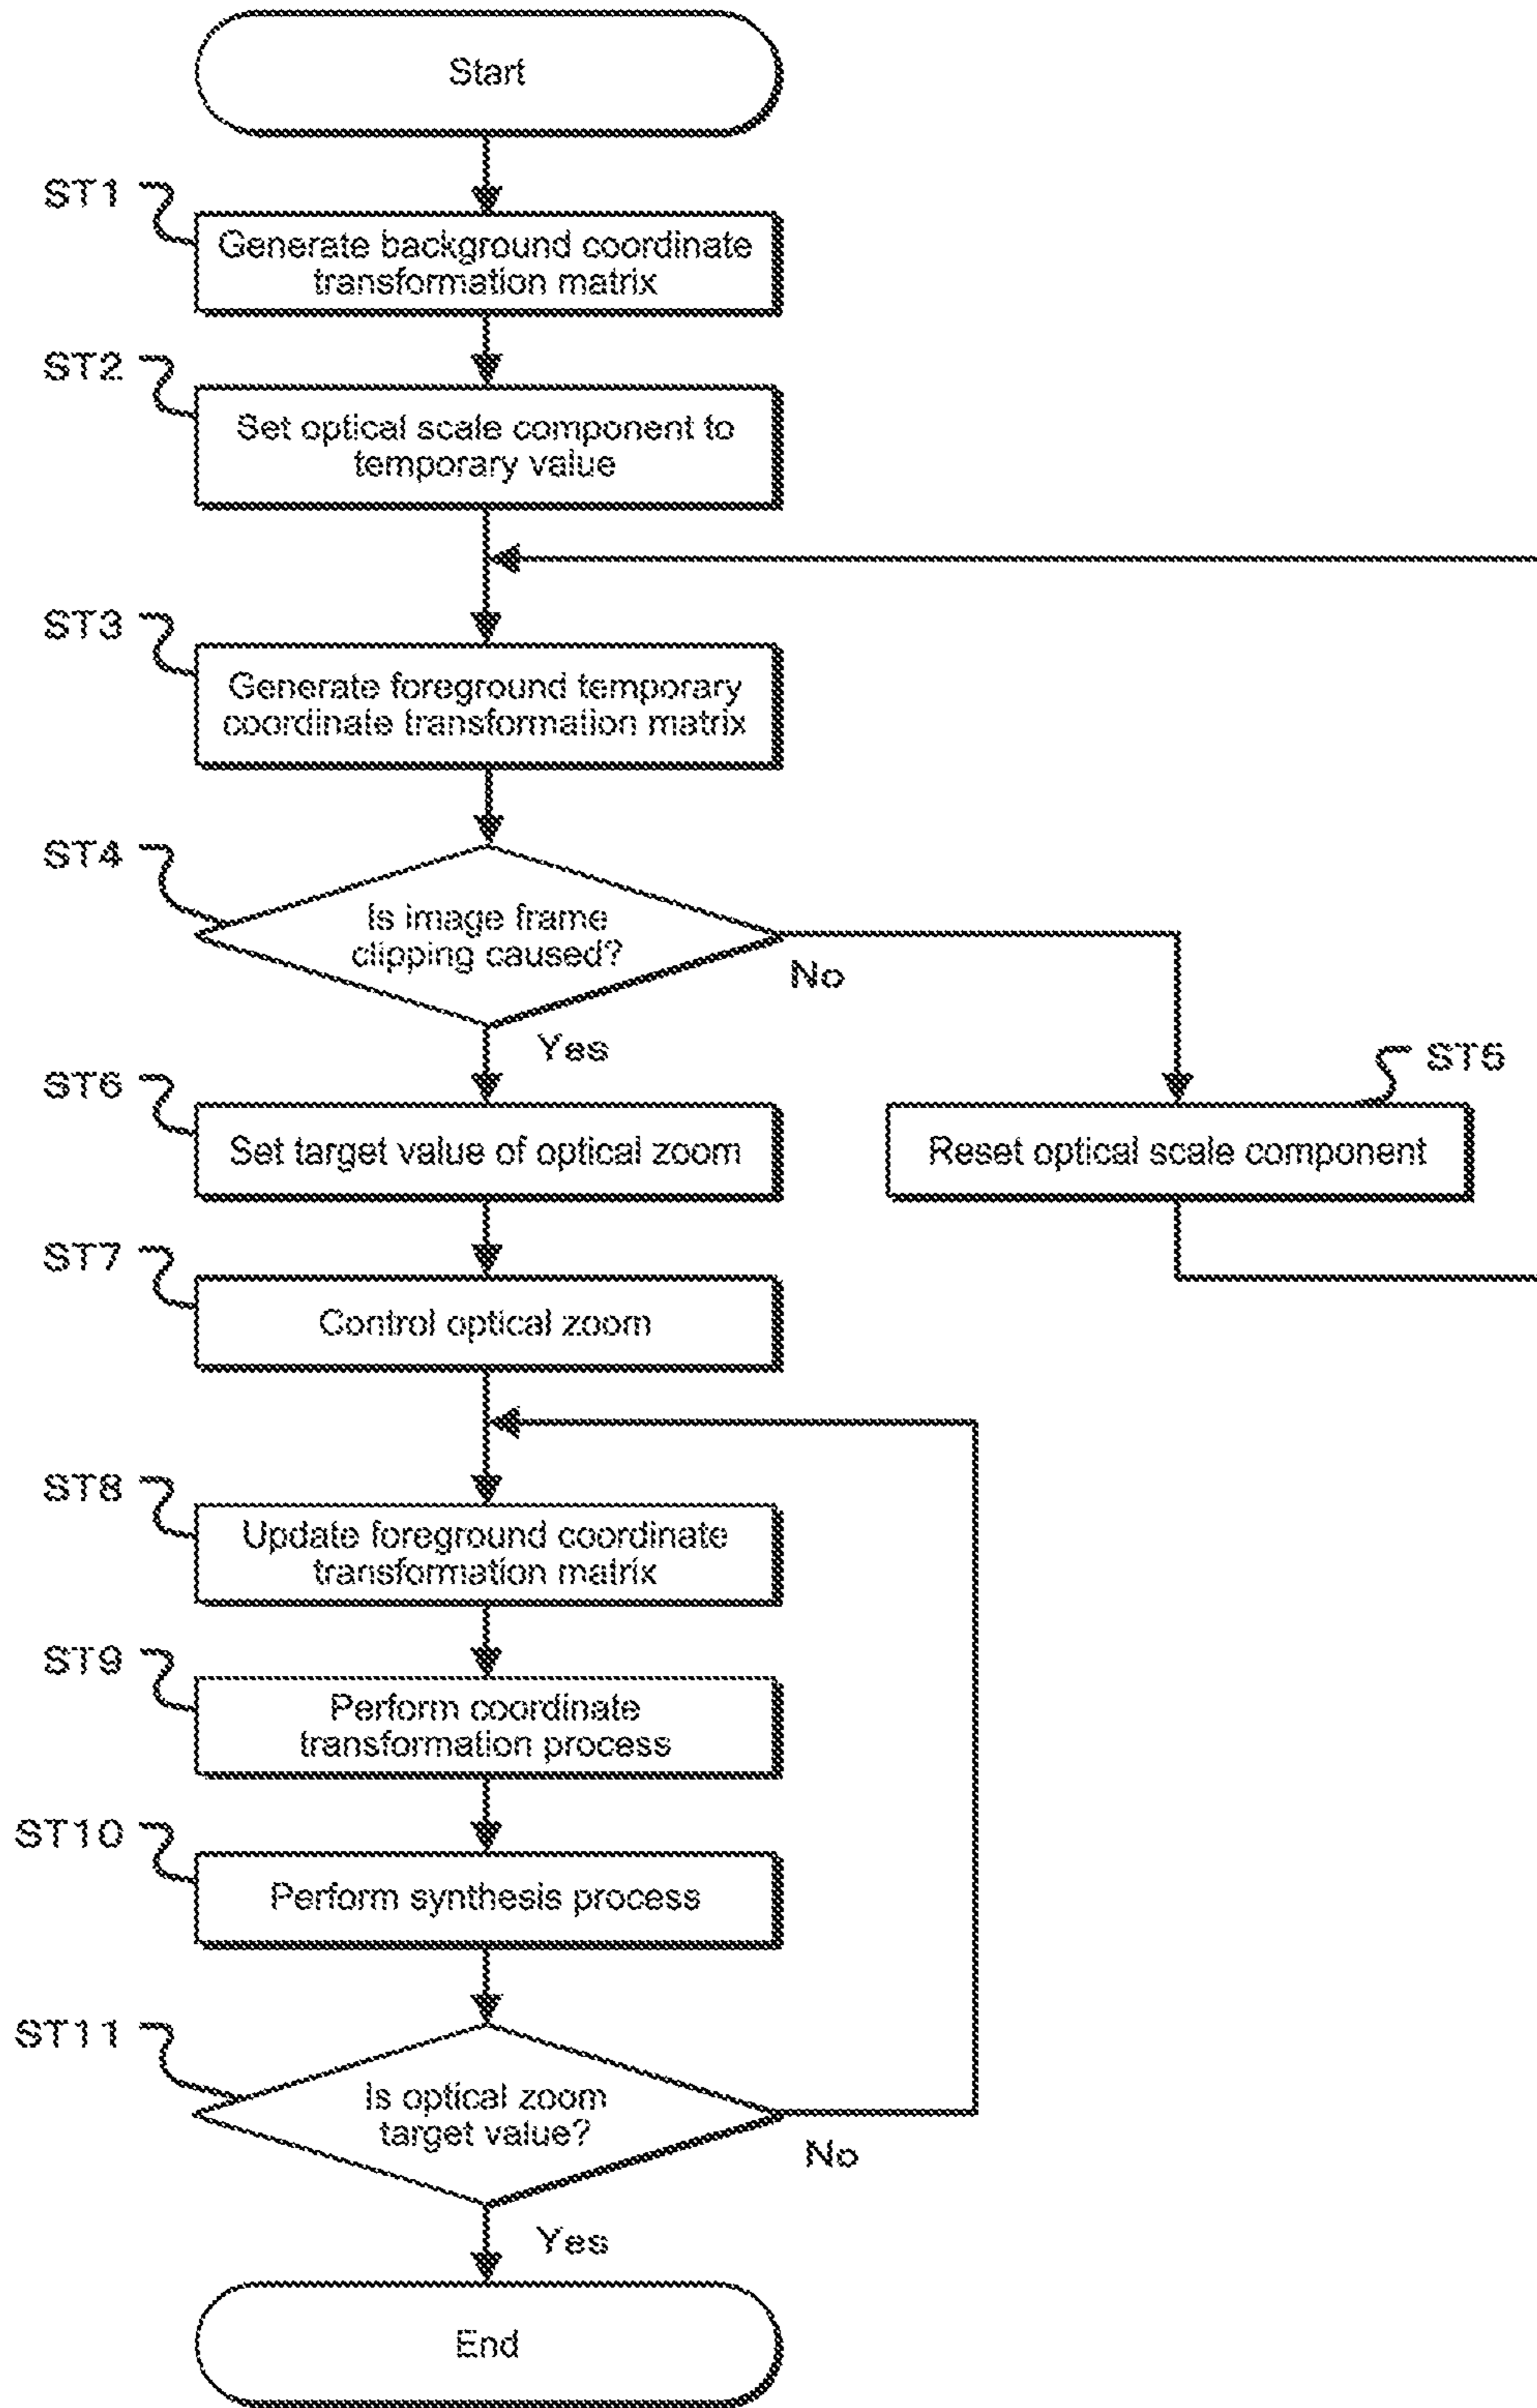 Start
ST1
Generate background coordinate
transformation matrix
ST2
Set optical scale component to
temporary value
ST3
Generate foreground temporary
coordinate transformation matrix
ST4
Is image frame
clipping caused?
No
Yes
ST5
Reset optical scale component
ST6
Set target value of optical zoom
ST7
Control optical zoom
ST8
Update foreground coordinate
transformation matrix
ST9
Perform coordinate
transformation process
ST10
Perform synthesis process
ST11
Is optical zoom
target value?
No
Yes
End